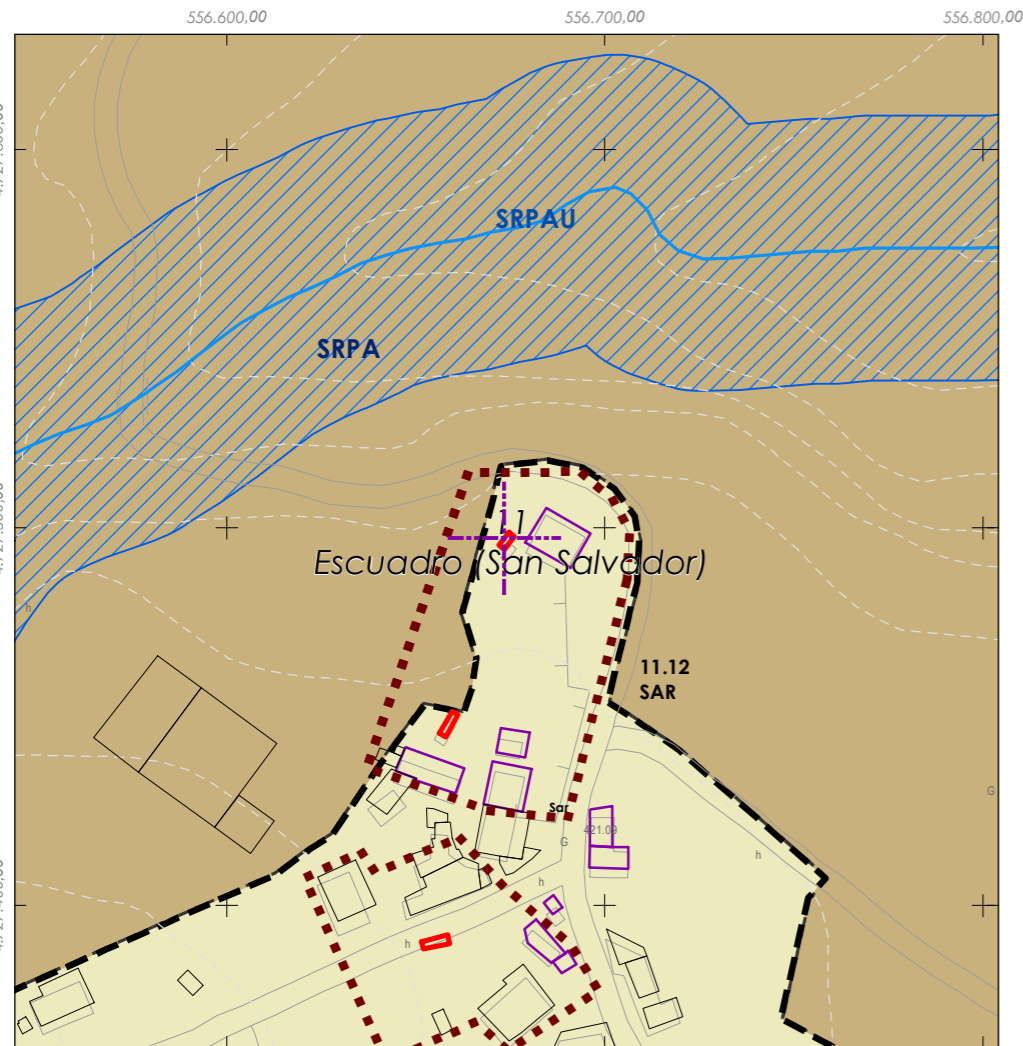 556.600,00
556.700,00
556.800,00
SRPAU
SRPA
11
Escuadro (San Salvador)
h
11.12
SAR
G
Sar
421.09
G
h
h
h